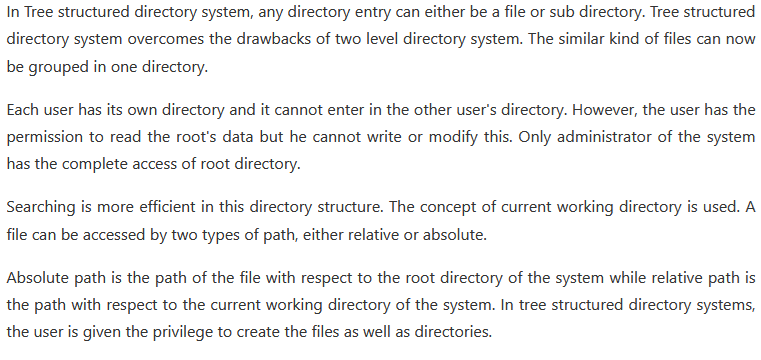 In Tree structured directory system, any directory entry can either be a file or sub directory. Tree structured
directory system overcomes the drawbacks of two level directory system. The similar kind of files can now
be grouped in one directory.
Each user has its own directory and it cannot enter in the other user's directory. However, the user has the
permission to read the root's data but he cannot write or modify this. Only administrator of the system
has the complete access of root directory.
Searching is more efficient in this directory structure. The concept of current working directory is used. A
file can be accessed by two types of path, either relative or absolute.
Absolute path is the path of the file with respect to the root directory of the system while relative path is
the path with respect to the current working directory of the system. In tree structured directory systems,
the user is given the privilege to create the files as well as directories.